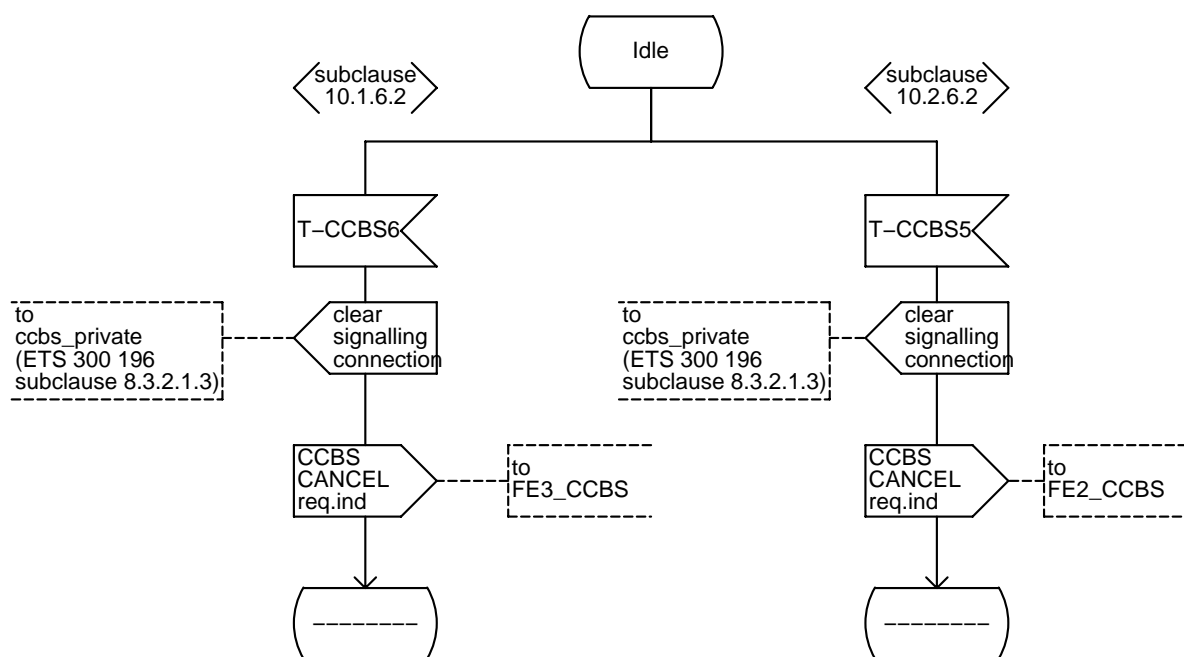 Idle
subclause
10.1.6.2
subclause
10.2.6.2
T–CCBS6
T–CCBS5
to
ccbs_private
(ETS 300 196
subclause 8.3.2.1.3)
clear
signalling
connection
to
ccbs_private
(ETS 300 196
subclause 8.3.2.1.3)
clear
signalling
connection
CCBS
CANCEL
req.ind
to
FE3_CCBS
CCBS
CANCEL
req.ind
to
FE2_CCBS
––––––––
––––––––